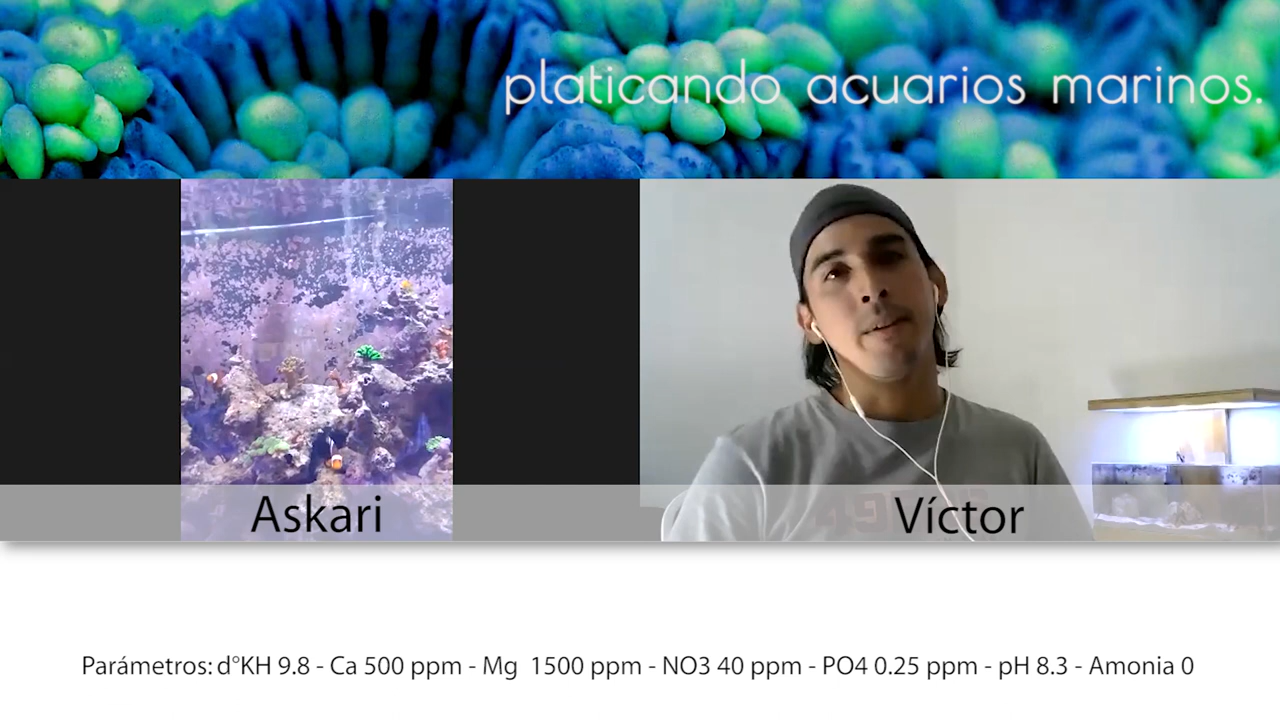 platicando acuarios marinos.
Askari
Víctor
Parámetros: d°KH 9.8 - Ca 500 ppm - Mg 1500 ppm - NO3 40 ppm - PO4 0.25 ppm - pH 8.3 - Amonia 0